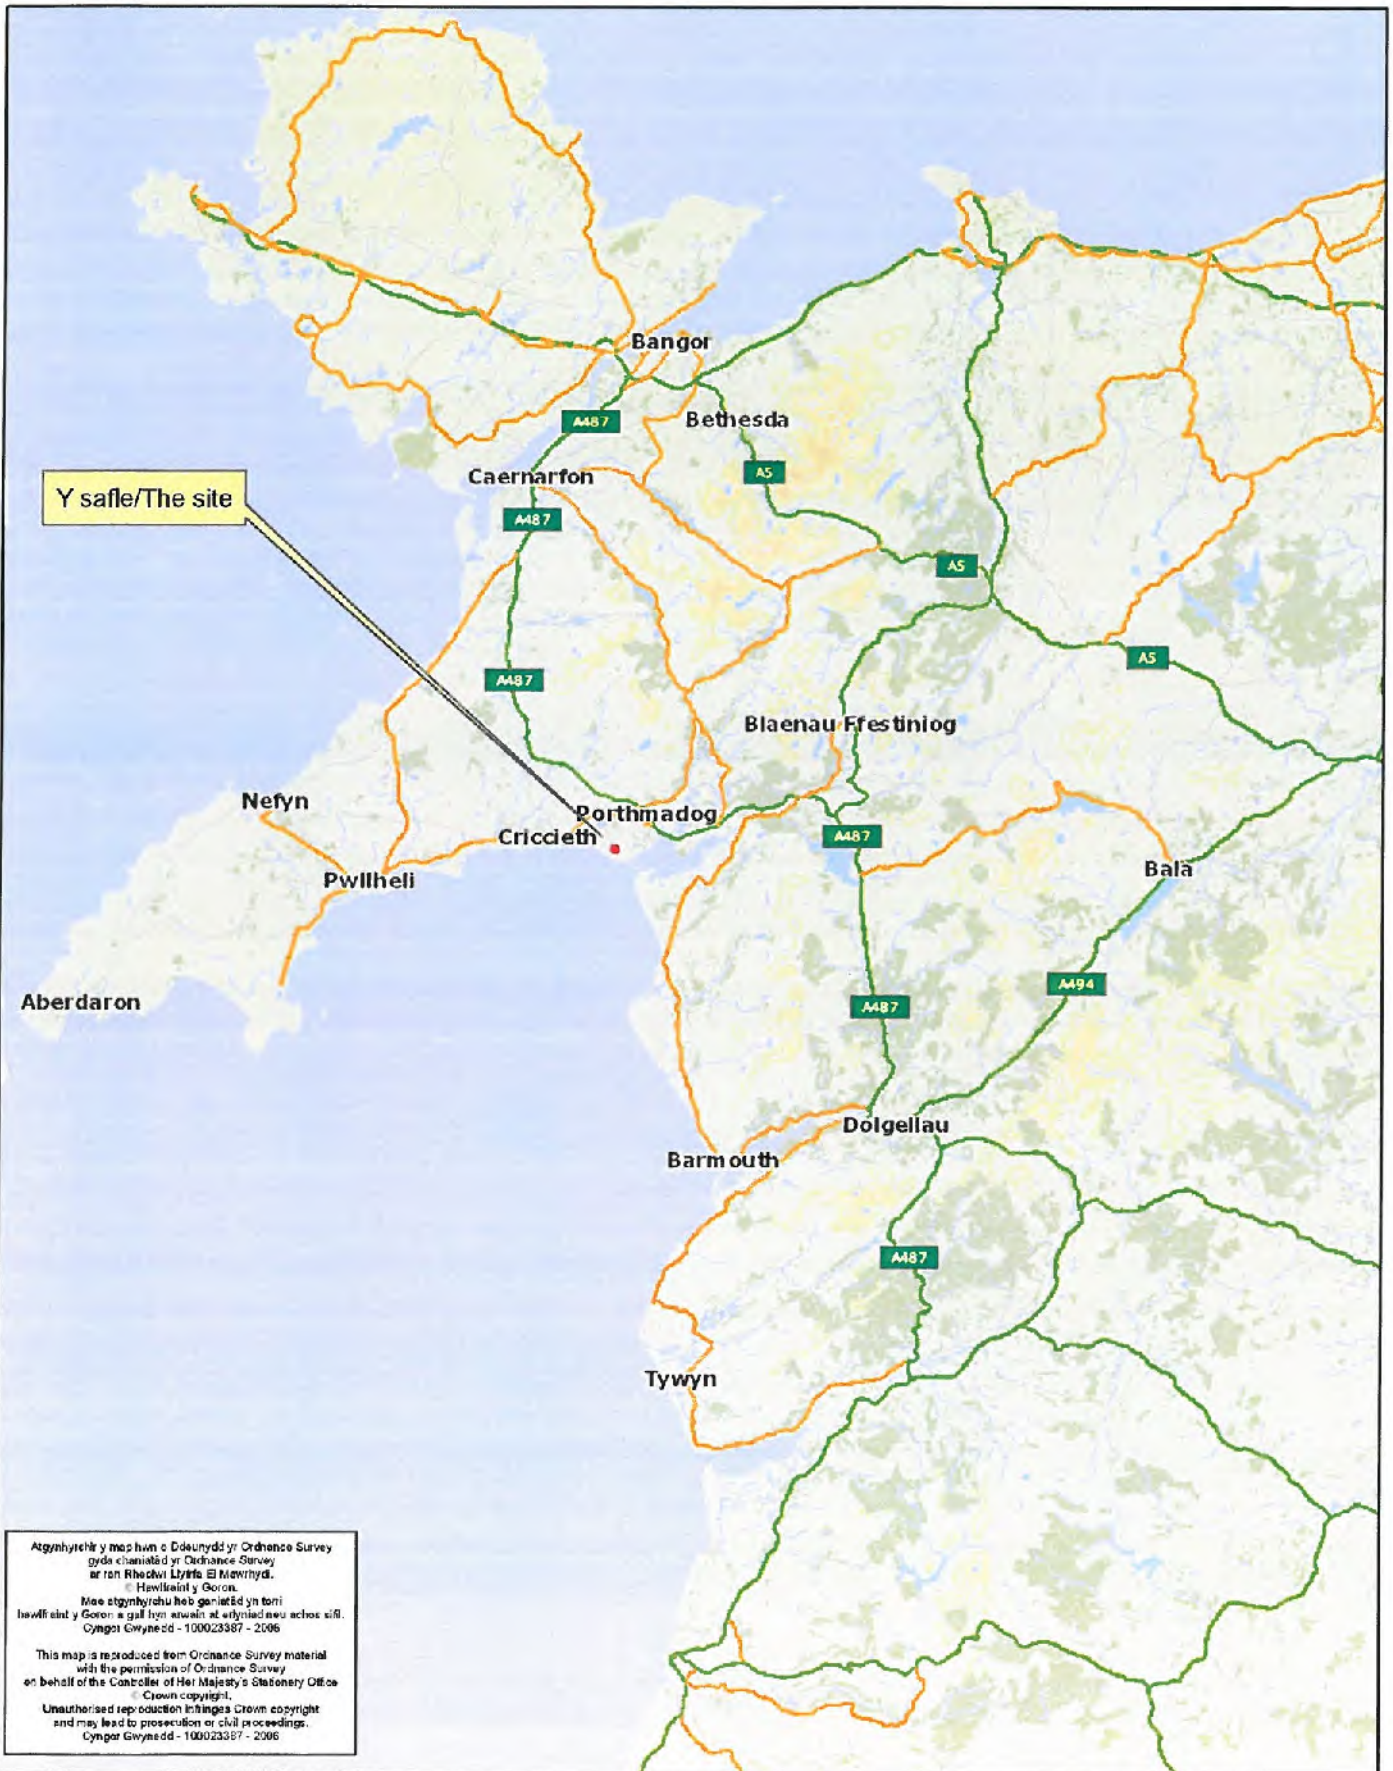 Bangor
Bethesda
A487
Caernarfon
A5
Y safle/The site
A487
A5
A5
A487
Blaenau Ffestiniog
Nefyn
Porthmadog
Criccieth
A487
Bala
Pwllheli
A494
Aberdaron
A487
Dolgellau
Barmouth
A487
Tywyn
Atgynhyrchir y map hwn o Ddeunydd yr Ordnance Survey
gyda chaniatâd yr Ordnance Survey
ar ran Rheolwr Llyfrfa Ei Mawrhydi.
© Hawlfraint y Goron.
Mae atgynhyrchu heb ganiatâd yn torri
hawlfraint y Goron a gall hyn arwain at erlyniad neu achos sifil.
Cyngor Gwynedd - 100023387 - 2006
This map is reproduced from Ordnance Survey material
with the permission of Ordnance Survey
on behalf of the Controller of Her Majesty's Stationery Office
© Crown copyright.
Unauthorised reproduction infringes Crown copyright
and may lead to prosecution or civil proceedings.
Cyngor Gwynedd - 100023387 - 2006